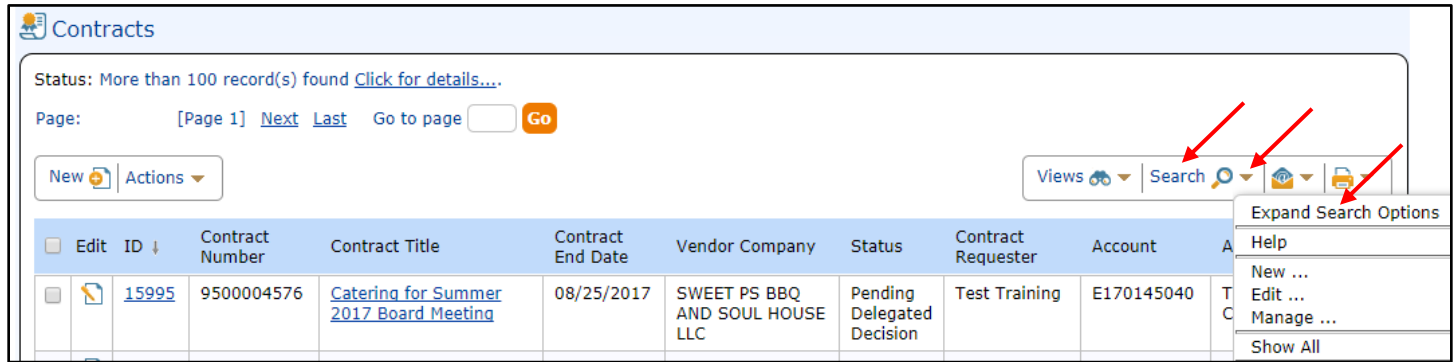 Contracts
Status: More than 100 record(s) found Click for details....
Page: [Page 1] Next Last Go to page Go
New Actions Views Search
Expand Search Options
Help
New ...
Edit ...
Manage ...
Show All
Edit ID ↓ Contract Number Contract Title Contract End Date Vendor Company Status Contract Requester Account A
15995 9500004576 Catering for Summer 08/25/2017 SWEET PS BBQ Pending Test Training E170145040 T
2017 Board Meeting AND SOUL HOUSE Delegated C
LLC Decision